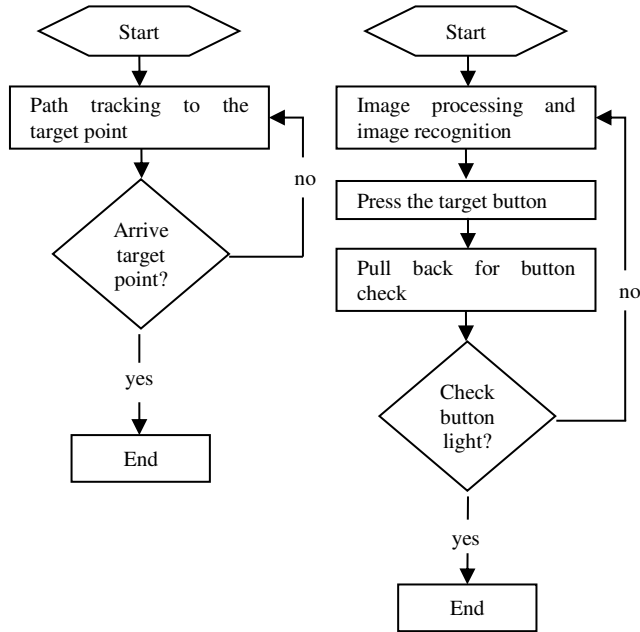 Start
Path tracking to the
target point
no
Arrive
target
point?
yes
End
Start
Image processing and
image recognition
Press the target button
Pull back for button
check
no
Check
button
light?
yes
End